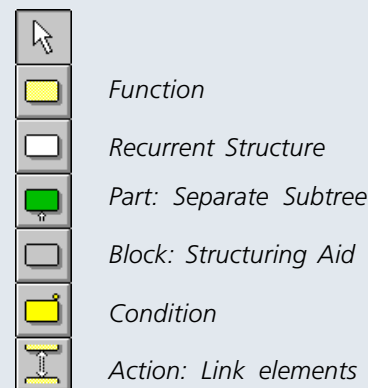 Function
Recurrent Structure
Part: Separate Subtree
Block: Structuring Aid
Condition
Action: Link elements